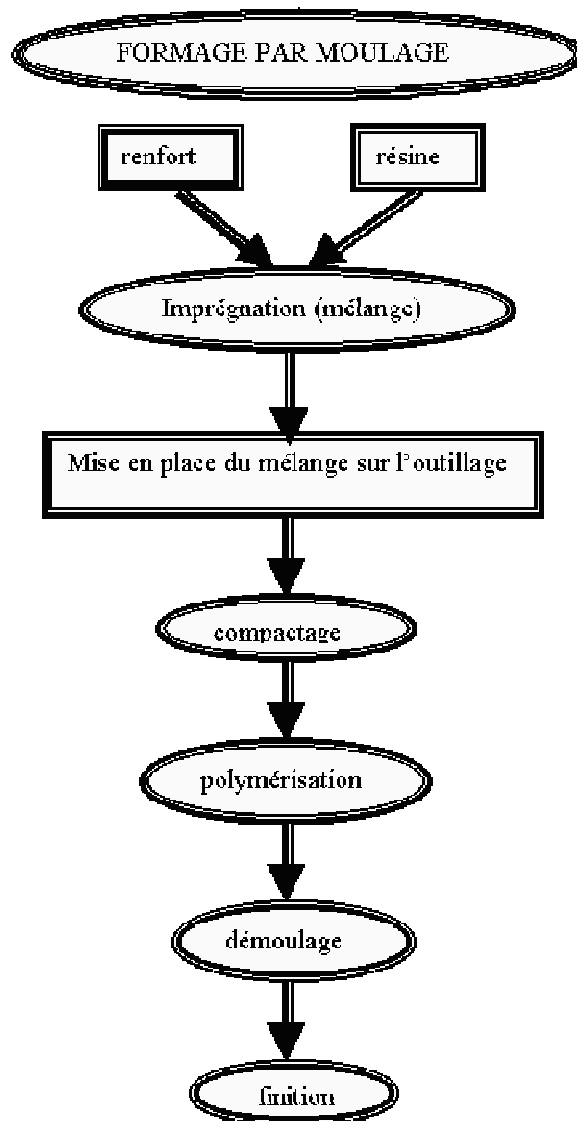 FORMAGE PAR MOULAGE
renfort
résine
Imprégnation (mélange)
Mise en place du mélange sur l'outillage
compactage
polymérisation
démoulage
finition